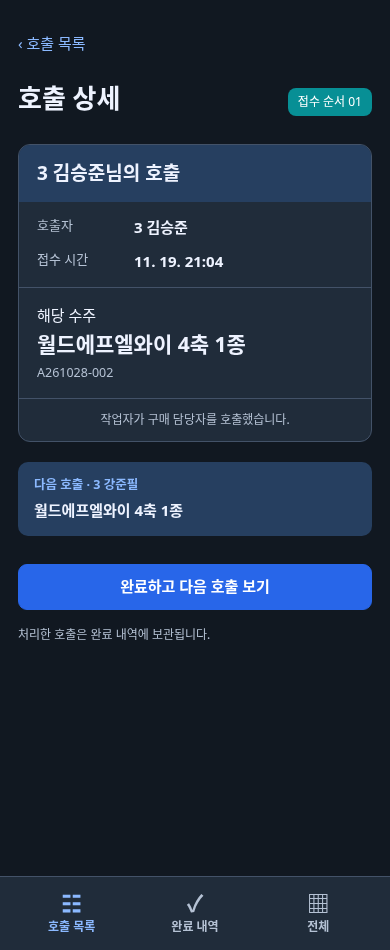 ‹ 호출 목록
호출 상세
접수 순서 01
3 김승준님의 호출
호출자 3 김승준
접수 시간 11. 19. 21:04
해당 수주
월드에프엘와이 4축 1종
A261028-002
작업자가 구매 담당자를 호출했습니다.
다음 호출 · 3 강준필
월드에프엘와이 4축 1종
완료하고 다음 호출 보기
처리한 호출은 완료 내역에 보관됩니다.
호출 목록
완료 내역
전체